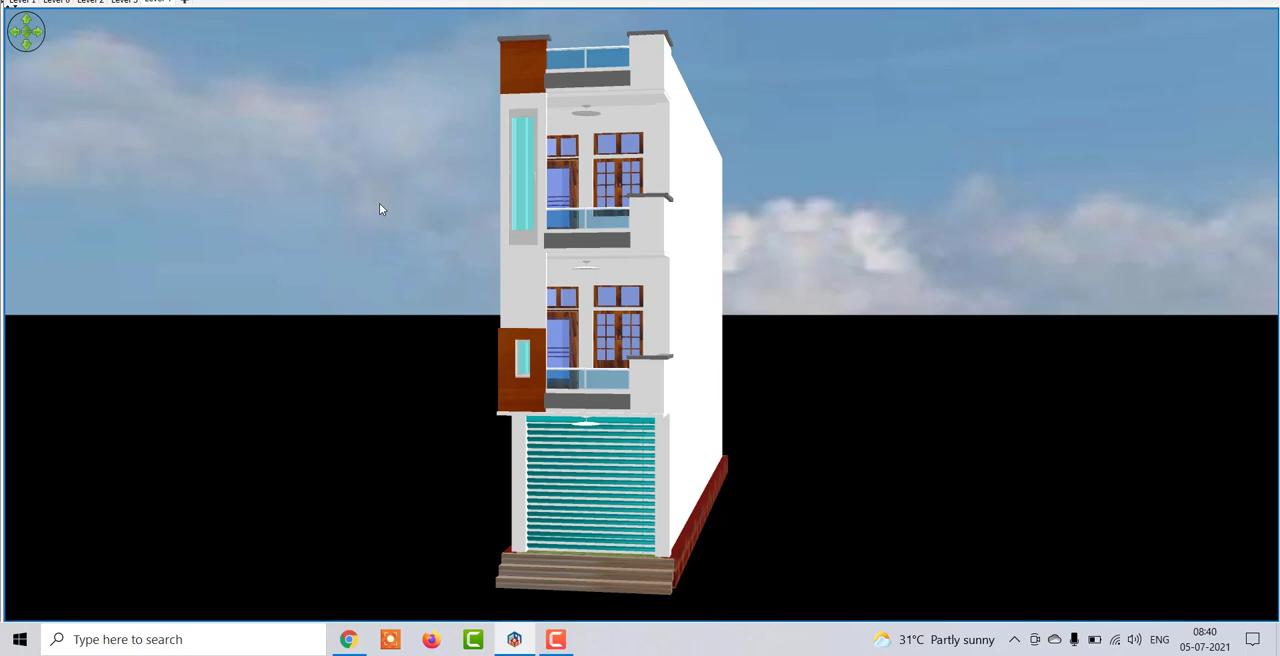 Type here to search
31°C Partly sunny
ENG
08:40
05-07-2021